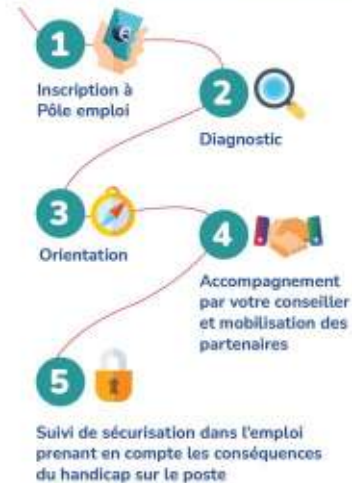 1
Inscription à
Pôle emploi
2
Diagnostic
3
Orientation
4
Accompagnement
par votre conseiller
et mobilisation des
partenaires
5
Suivi de sécurisation dans l'emploi
prenant en compte les conséquences
du handicap sur le poste